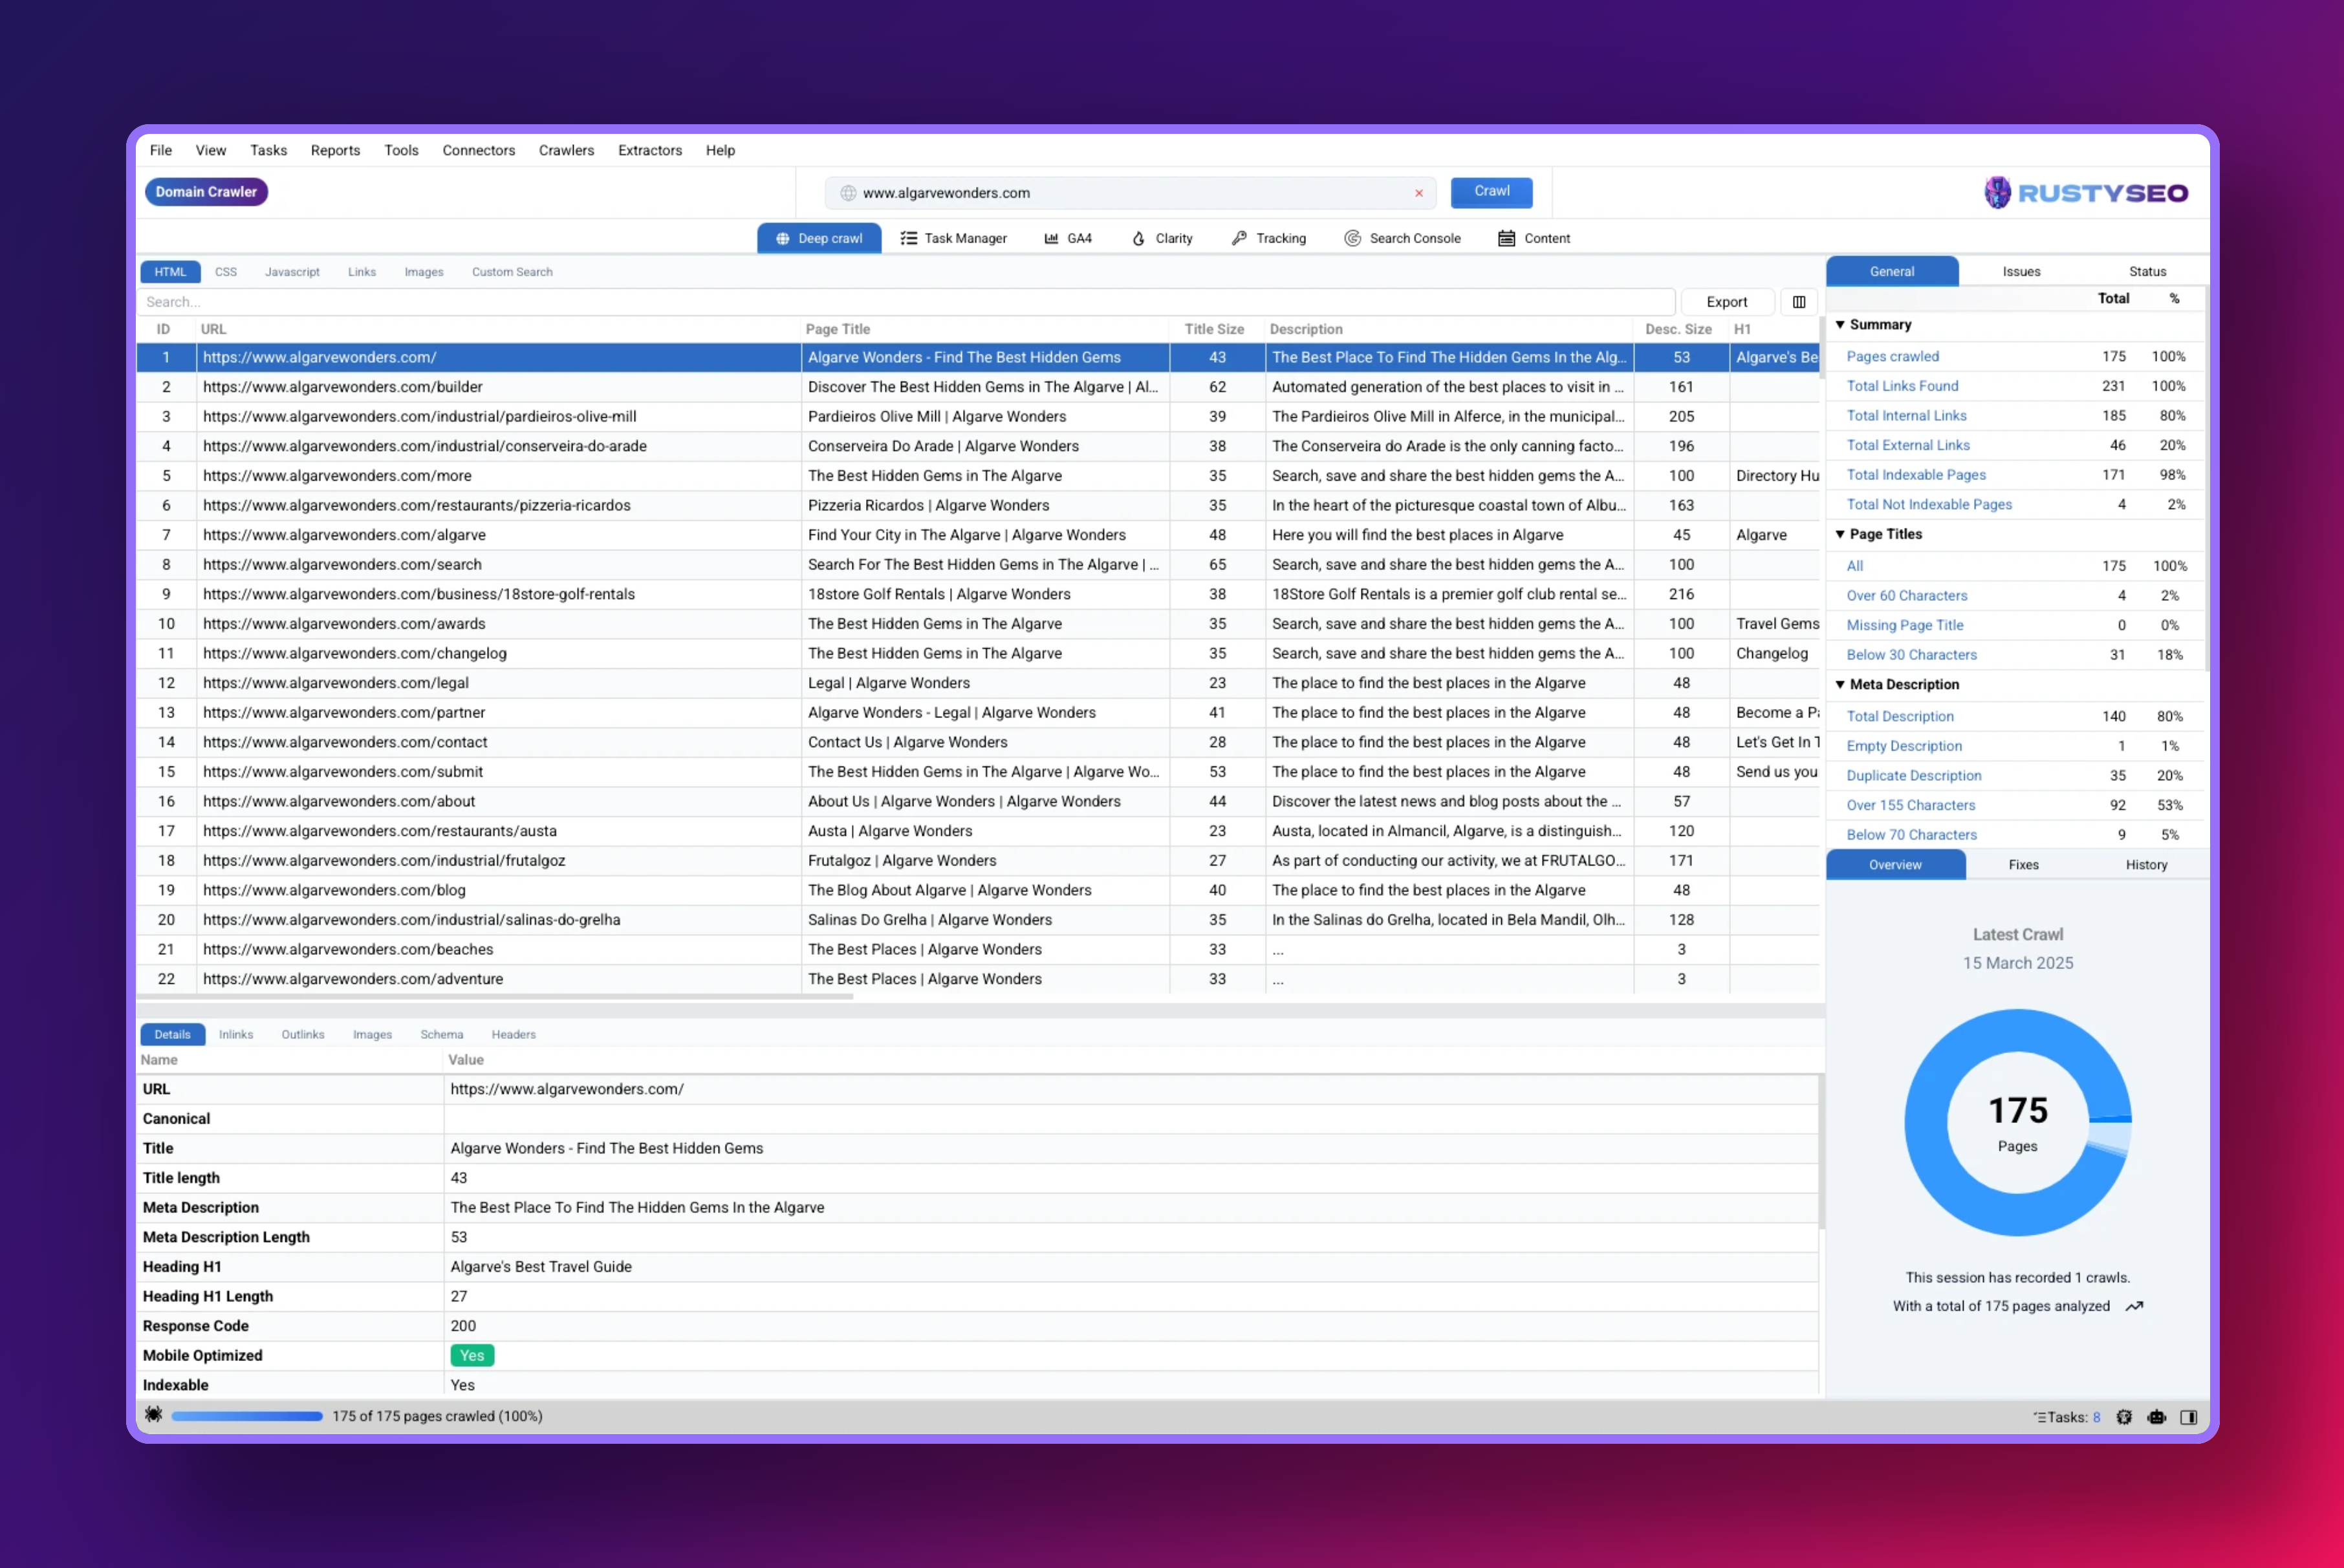 File View Tasks Reports Tools Connectors Crawlers Extractors Help
Domain Crawler
www.algarvewonders.com
Crawl
RUSTYSEO
Deep crawl Task Manager GA4 Clarity Tracking Search Console Content
HTML CSS Javascript Links Images Custom Search
Search...
Export
ID URL Page Title Title Size Description Desc. Size H1
1 https://www.algarvewonders.com/ Algarve Wonders - Find The Best Hidden Gems 43 The Best Place To Find The Hidden Gems In the Alg... 53 Algarve's Be
2 https://www.algarvewonders.com/builder Discover The Best Hidden Gems in The Algarve | Al... 62 Automated generation of the best places to visit in ... 161
3 https://www.algarvewonders.com/industrial/pardieiros-olive-mill Pardieiros Olive Mill | Algarve Wonders 39 The Pardieiros Olive Mill in Alferce, in the municipal... 205
4 https://www.algarvewonders.com/industrial/conserveira-do-arade Conserveira Do Arade | Algarve Wonders 38 The Conserveira do Arade is the only canning facto... 196
5 https://www.algarvewonders.com/more The Best Hidden Gems in The Algarve 35 Search, save and share the best hidden gems the A... 100 Directory Hu
6 https://www.algarvewonders.com/restaurants/pizzeria-ricardos Pizzeria Ricardos | Algarve Wonders 35 In the heart of the picturesque coastal town of Albu... 163
7 https://www.algarvewonders.com/algarve Find Your City in The Algarve | Algarve Wonders 48 Here you will find the best places in Algarve 45 Algarve
8 https://www.algarvewonders.com/search Search For The Best Hidden Gems in The Algarve | ... 65 Search, save and share the best hidden gems the A... 100
9 https://www.algarvewonders.com/business/18store-golf-rentals 18store Golf Rentals | Algarve Wonders 38 18Store Golf Rentals is a premier golf club rental se... 216
10 https://www.algarvewonders.com/awards The Best Hidden Gems in The Algarve 35 Search, save and share the best hidden gems the A... 100 Travel Gems
11 https://www.algarvewonders.com/changelog The Best Hidden Gems in The Algarve 35 Search, save and share the best hidden gems the A... 100 Changelog
12 https://www.algarvewonders.com/legal Legal | Algarve Wonders 23 The place to find the best places in the Algarve 48
13 https://www.algarvewonders.com/partner Algarve Wonders - Legal | Algarve Wonders 41 The place to find the best places in the Algarve 48 Become a Pa
14 https://www.algarvewonders.com/contact Contact Us | Algarve Wonders 28 The place to find the best places in the Algarve 48 Let's Get In T
15 https://www.algarvewonders.com/submit The Best Hidden Gems in The Algarve | Algarve Wo... 53 The place to find the best places in the Algarve 48 Send us you
16 https://www.algarvewonders.com/about About Us | Algarve Wonders | Algarve Wonders 44 Discover the latest news and blog posts about the ... 57
17 https://www.algarvewonders.com/restaurants/austa Austa | Algarve Wonders 23 Austa, located in Almancil, Algarve, is a distinguish... 120
18 https://www.algarvewonders.com/industrial/frutalgoz Frutalgoz | Algarve Wonders 27 As part of conducting our activity, we at FRUTALGO... 171
19 https://www.algarvewonders.com/blog The Blog About Algarve | Algarve Wonders 40 The place to find the best places in the Algarve 48
20 https://www.algarvewonders.com/industrial/salinas-do-grelha Salinas Do Grelha | Algarve Wonders 35 In the Salinas do Grelha, located in Bela Mandil, Olh... 128
21 https://www.algarvewonders.com/beaches The Best Places | Algarve Wonders 33 ... 3
22 https://www.algarvewonders.com/adventure The Best Places | Algarve Wonders 33 ... 3
General Issues Status
Total %
▼ Summary
Pages crawled 175 100%
Total Links Found 231 100%
Total Internal Links 185 80%
Total External Links 46 20%
Total Indexable Pages 171 98%
Total Not Indexable Pages 4 2%
▼ Page Titles
All 175 100%
Over 60 Characters 4 2%
Missing Page Title 0 0%
Below 30 Characters 31 18%
▼ Meta Description
Total Description 140 80%
Empty Description 1 1%
Duplicate Description 35 20%
Over 155 Characters 92 53%
Below 70 Characters 9 5%
Details Inlinks Outlinks Images Schema Headers
Name Value
URL https://www.algarvewonders.com/
Canonical
Title Algarve Wonders - Find The Best Hidden Gems
Title length 43
Meta Description The Best Place To Find The Hidden Gems In the Algarve
Meta Description Length 53
Heading H1 Algarve's Best Travel Guide
Heading H1 Length 27
Response Code 200
Mobile Optimized Yes
Indexable Yes
Overview Fixes History
Latest Crawl
15 March 2025
175
Pages
This session has recorded 1 crawls.
With a total of 175 pages analyzed
175 of 175 pages crawled (100%)
Tasks: 8